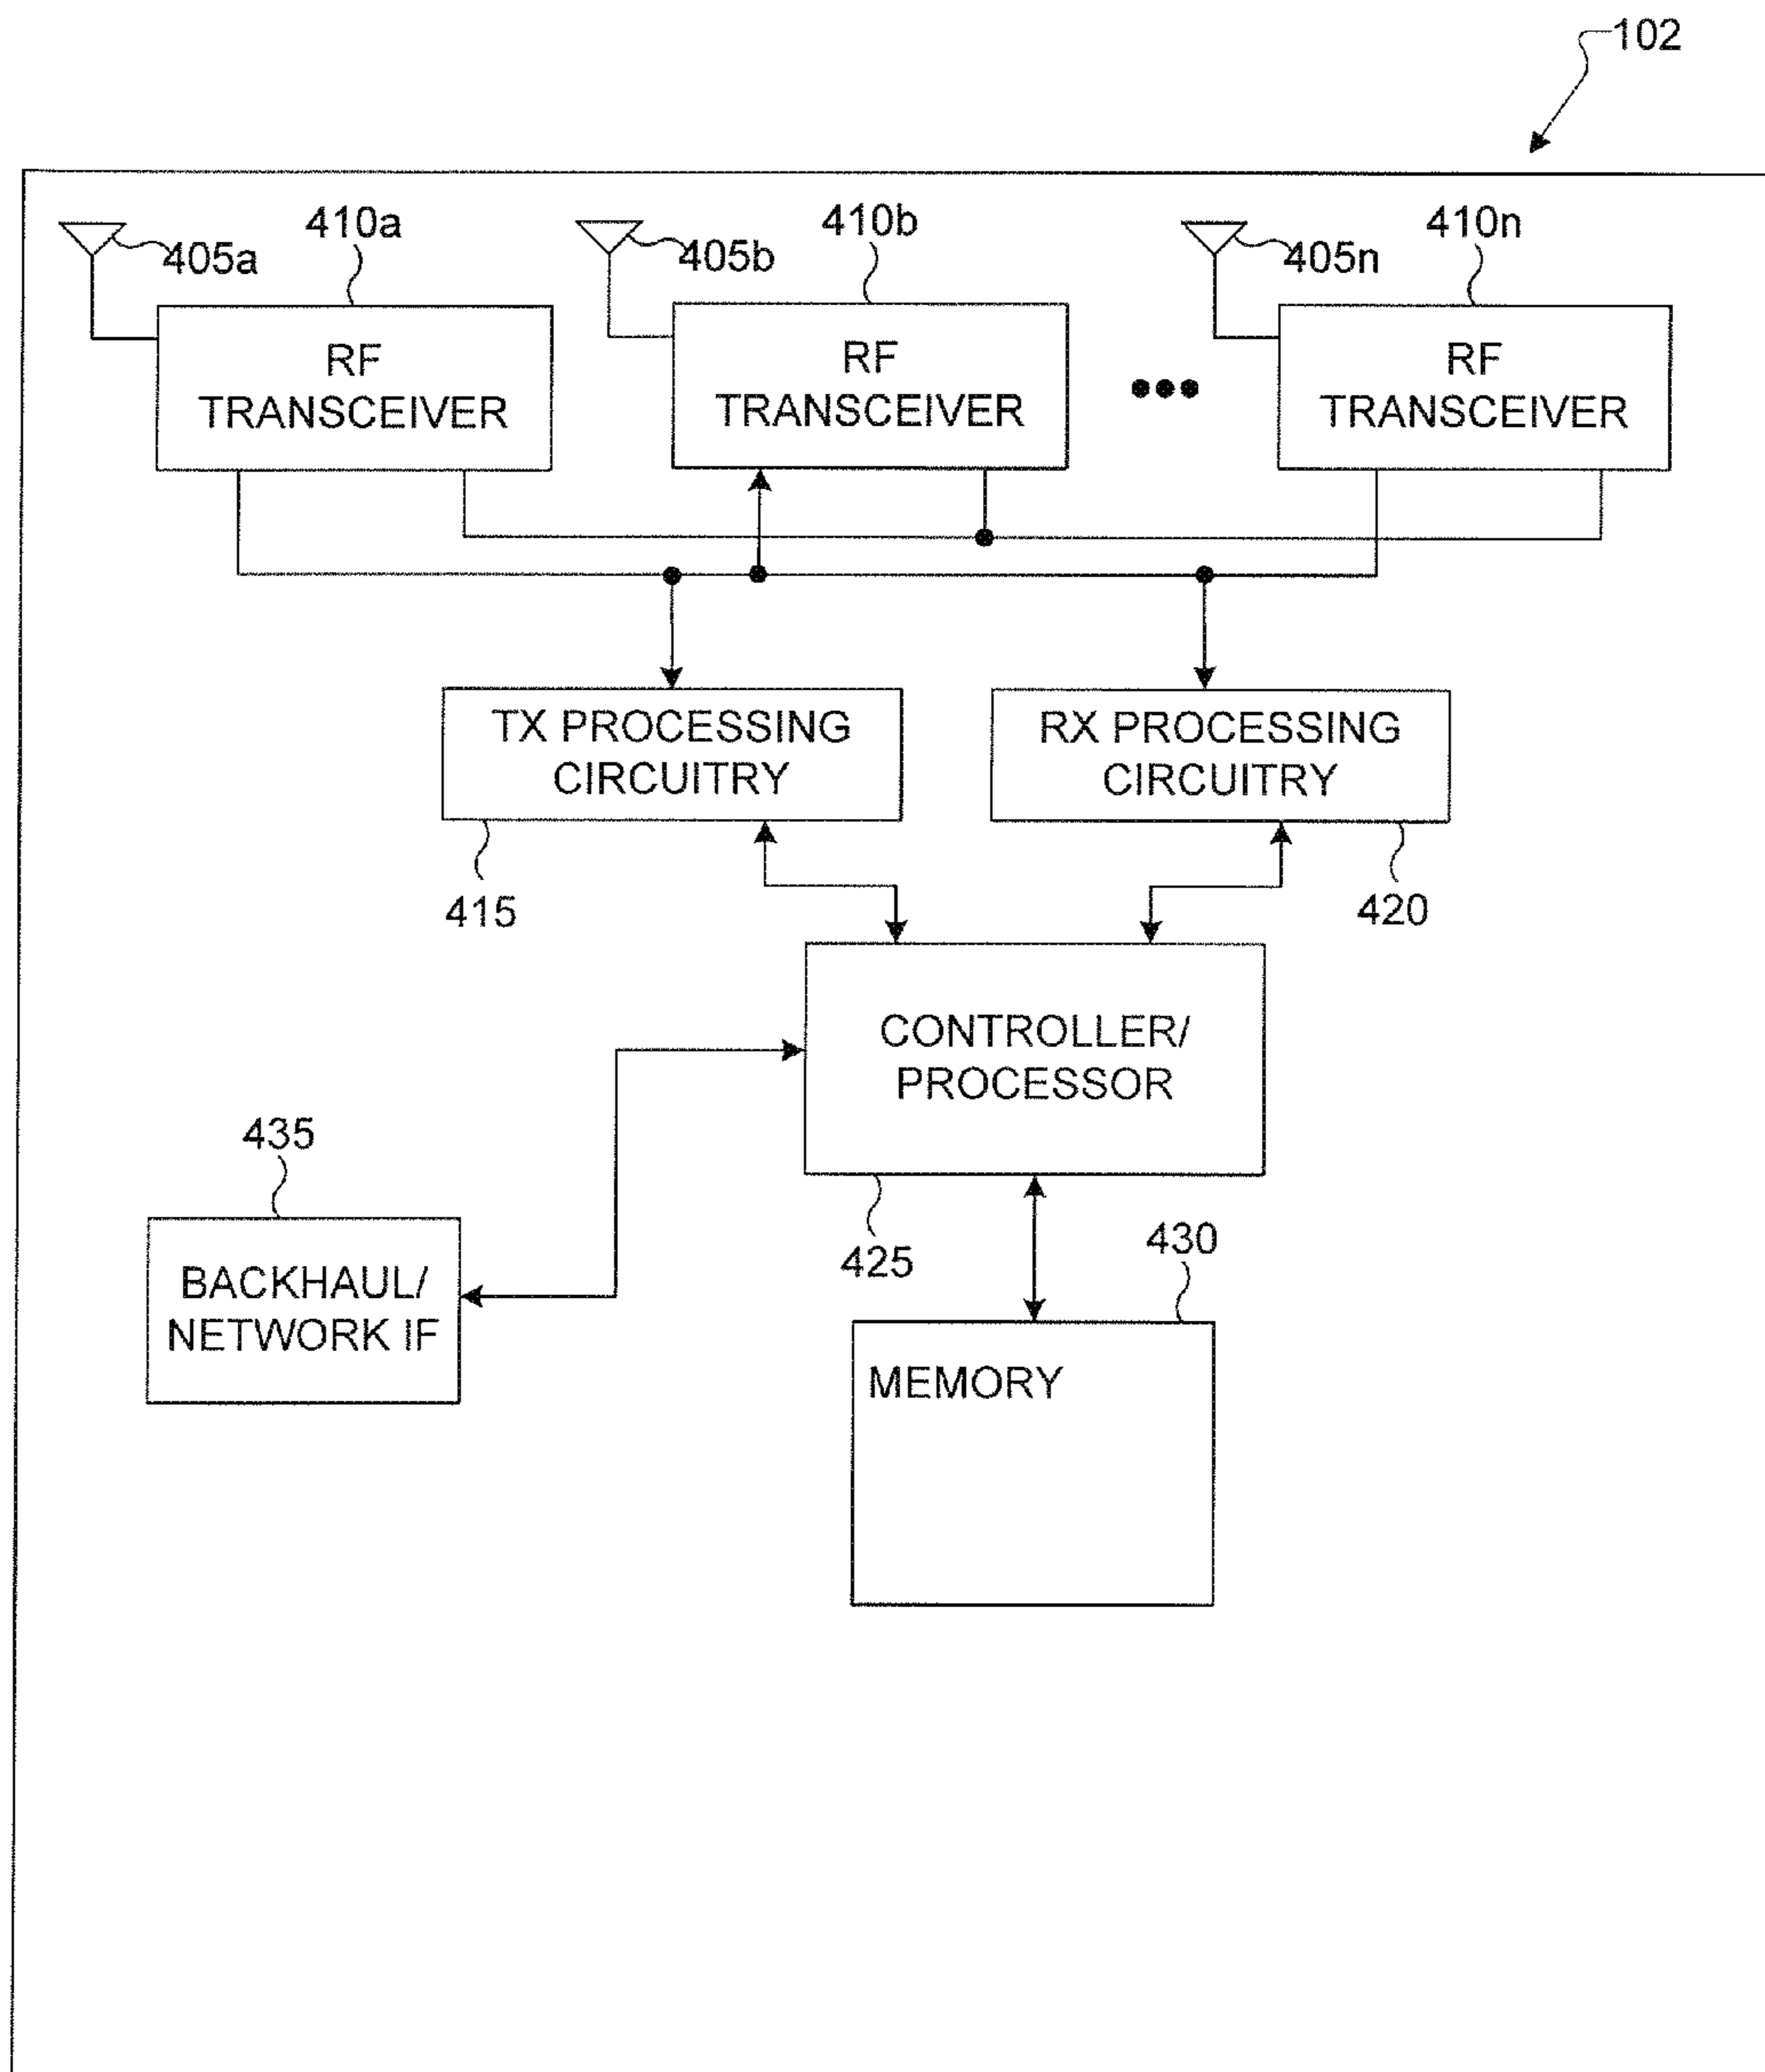 102
410a
410b
410n
405a
405b
405n
RF
TRANSCEIVER
RF
TRANSCEIVER
RF
TRANSCEIVER
TX PROCESSING
CIRCUITRY
RX PROCESSING
CIRCUITRY
415
420
CONTROLLER/
PROCESSOR
435
425
430
BACKHAUL/
NETWORK IF
MEMORY